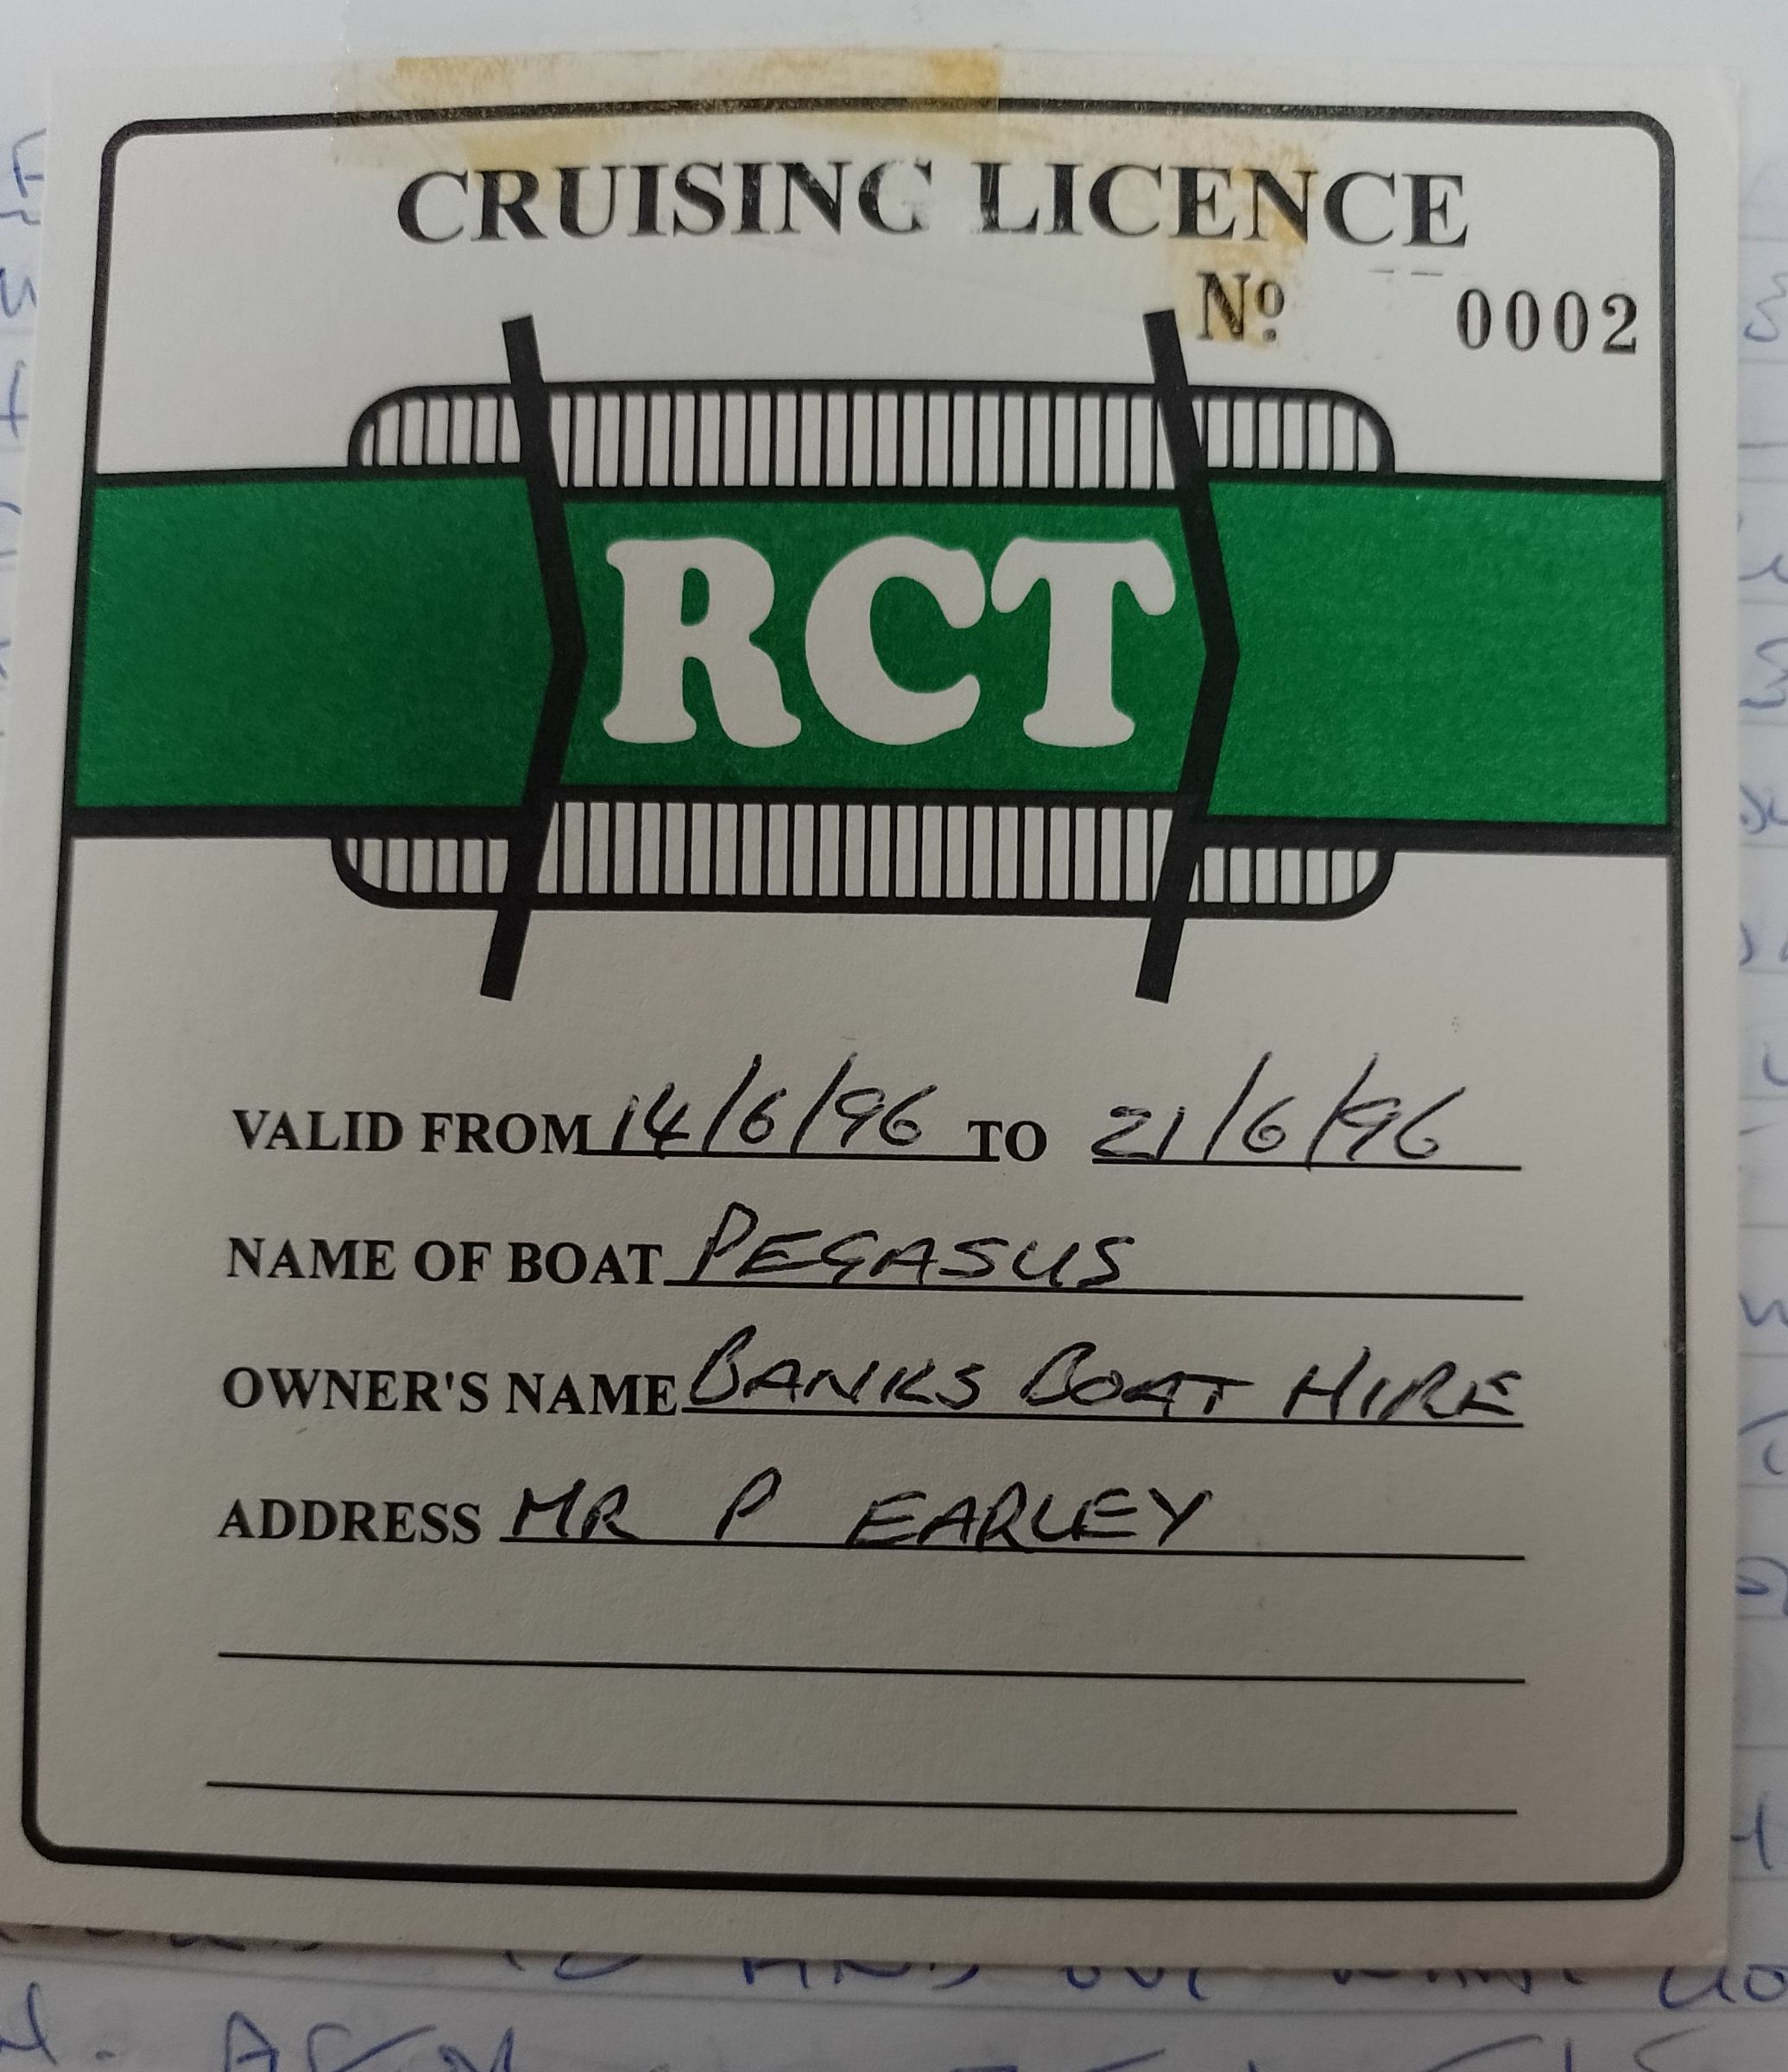 CRUISING LICENCE
Nº 0002
RCT
VALID FROM 14/6/96 TO 21/6/96
NAME OF BOAT PEGASUS
OWNER'S NAME BANKS BOAT HIRE
ADDRESS MR P EARLEY